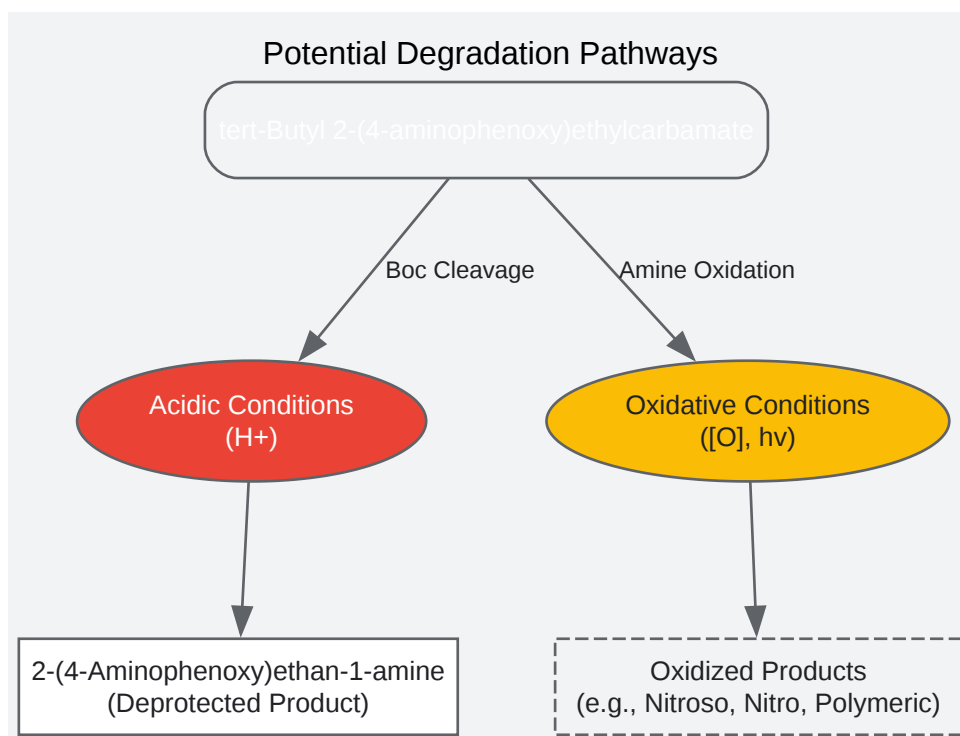 Potential Degradation Pathways
tert-Butyl 2-(4-aminophenoxy)ethylcarbamate
Boc Cleavage
Amine Oxidation
Acidic Conditions
(H+)
Oxidative Conditions
([O], hv)
2-(4-Aminophenoxy)ethan-1-amine
(Deprotected Product)
Oxidized Products
(e.g., Nitroso, Nitro, Polymeric)